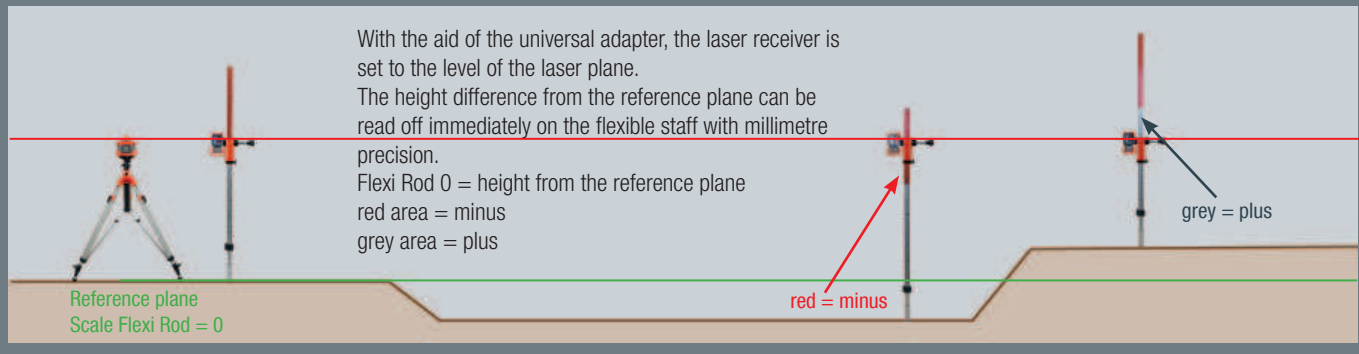 With the aid of the universal adapter, the laser receiver is
set to the level of the laser plane.
The height difference from the reference plane can be
read off immediately on the flexible staff with millimetre
precision.
Flexi Rod 0 = height from the reference plane
red area = minus
grey area = plus
grey = plus
red = minus
Reference plane
Scale Flexi Rod = 0